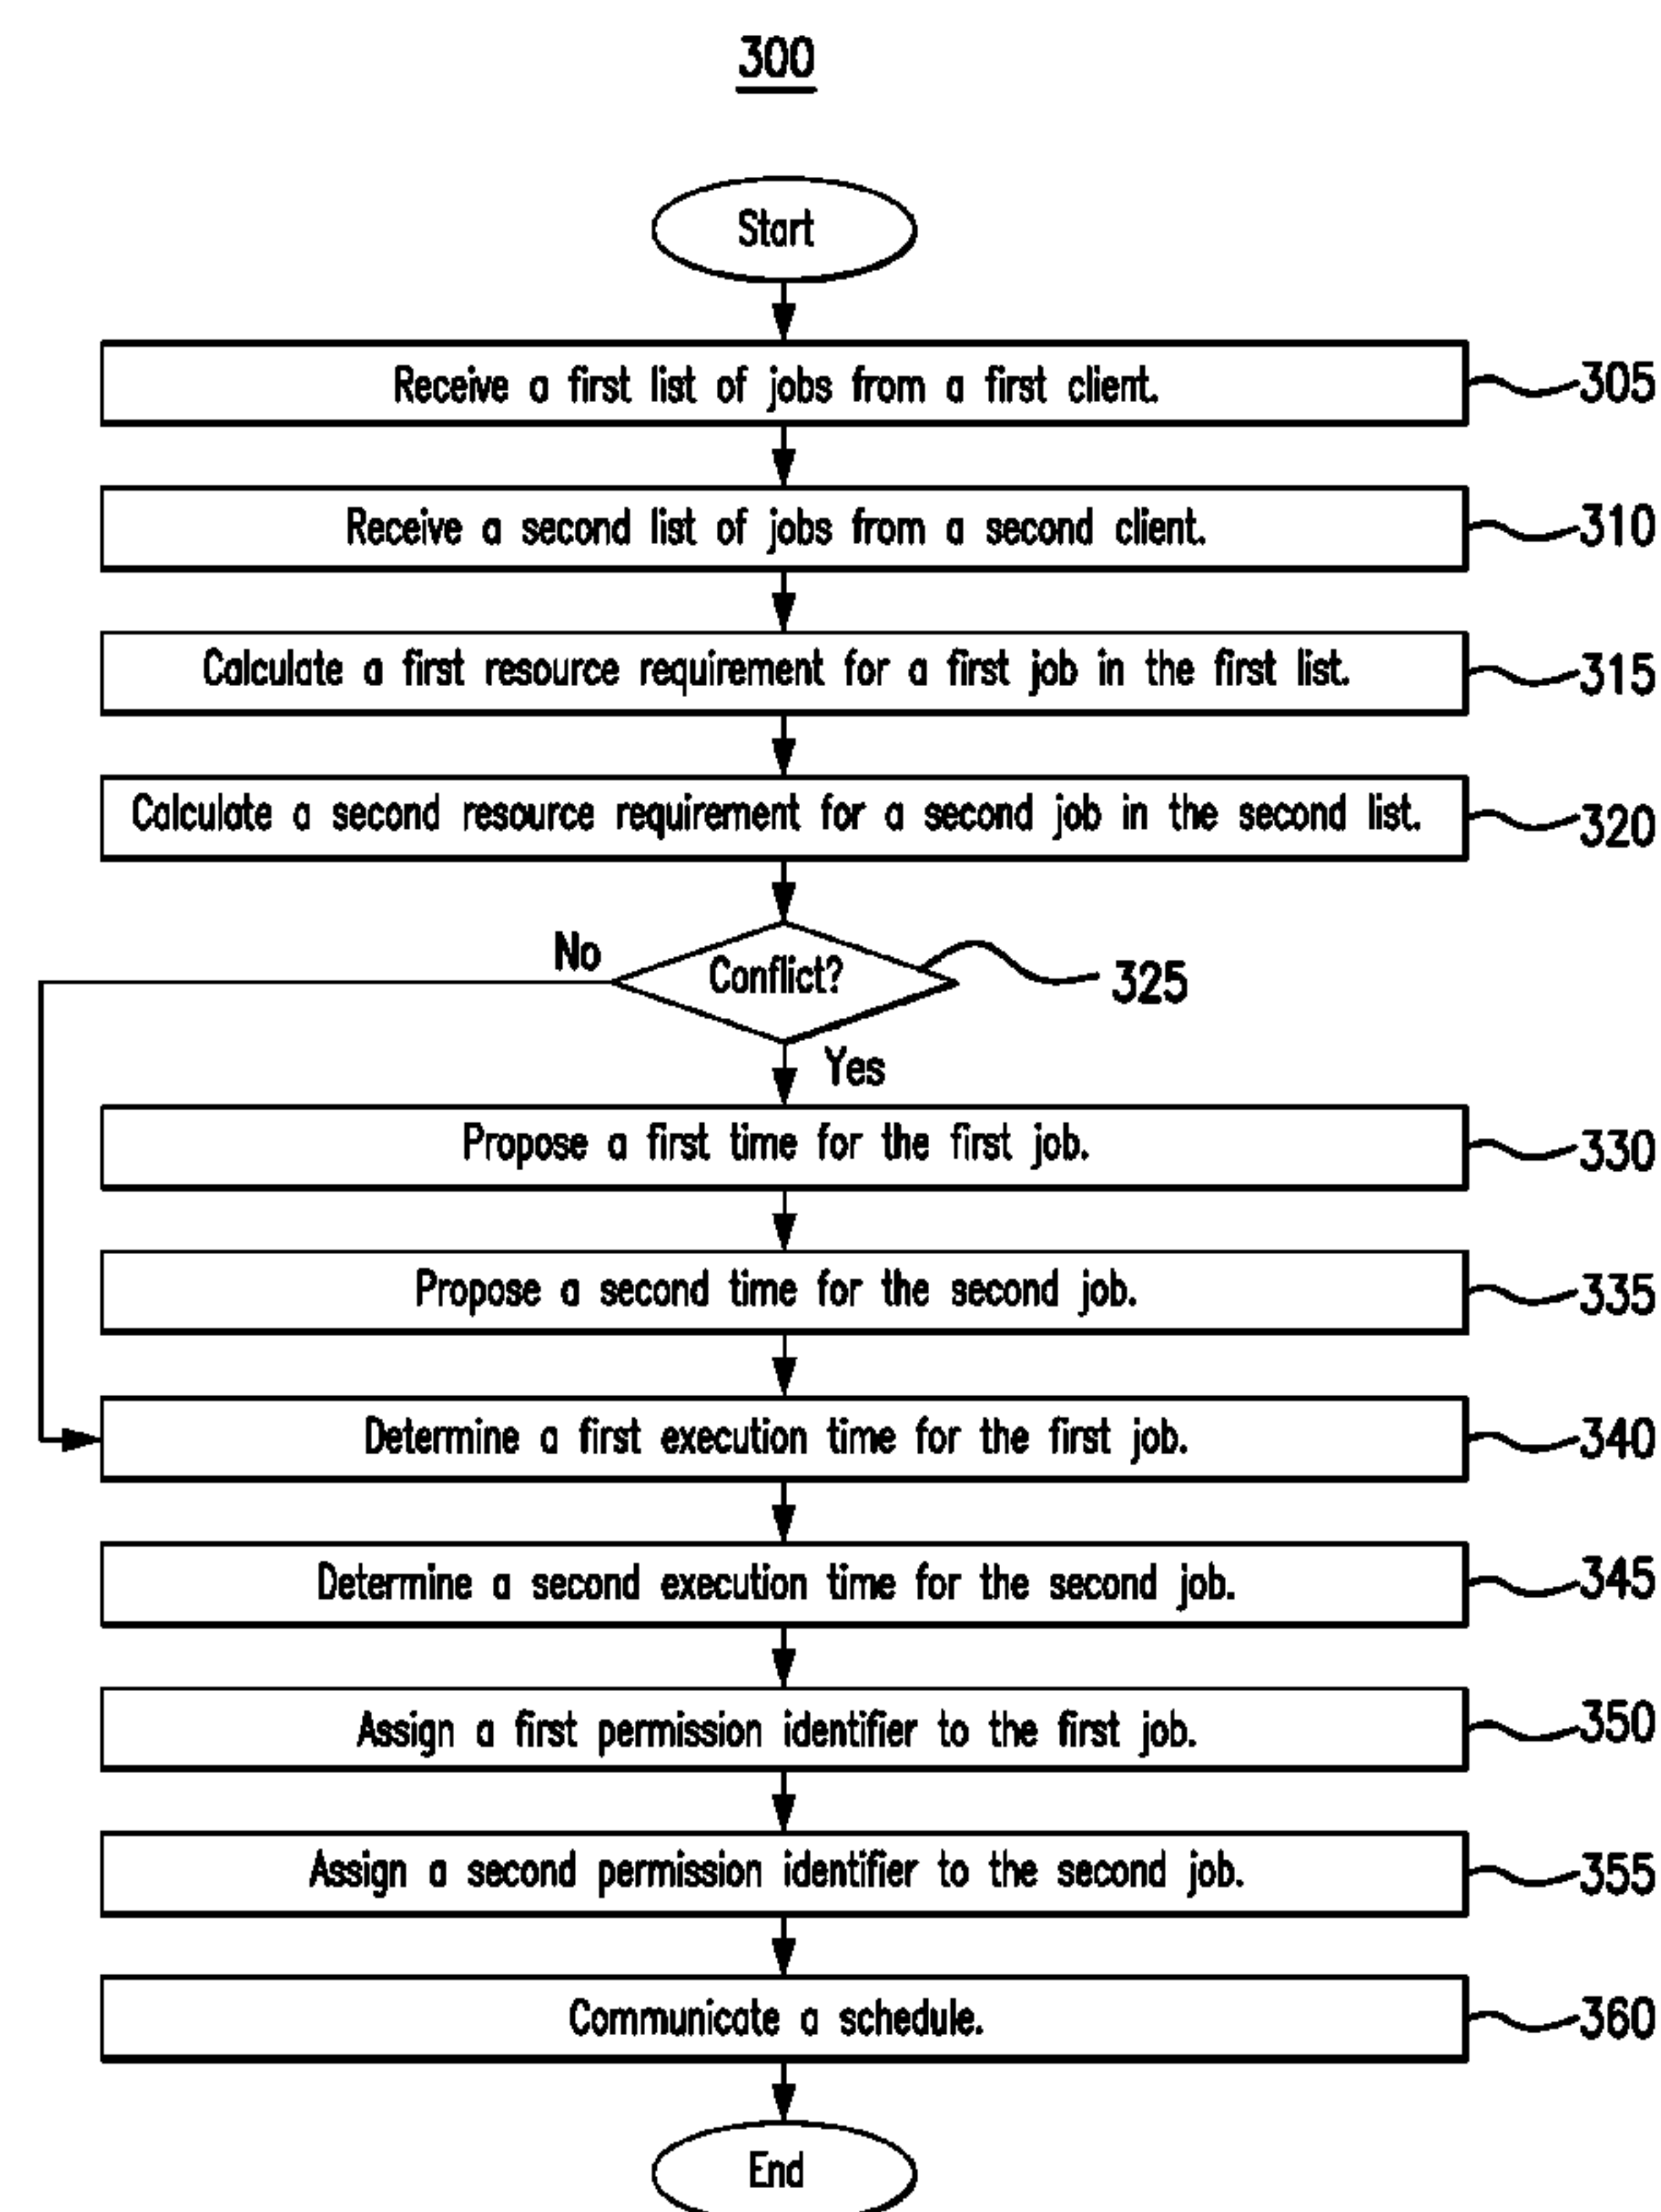 300
Start
Receive a first list of jobs from a first client.
305
Receive a second list of jobs from a second client.
310
Calculate a first resource requirement for a first job in the first list.
315
Calculate a second resource requirement for a second job in the second list.
320
No
Conflict?
325
Yes
Propose a first time for the first job.
330
Propose a second time for the second job.
335
Determine a first execution time for the first job.
340
Determine a second execution time for the second job.
345
Assign a first permission identifier to the first job.
350
Assign a second permission identifier to the second job.
355
Communicate a schedule.
360
End